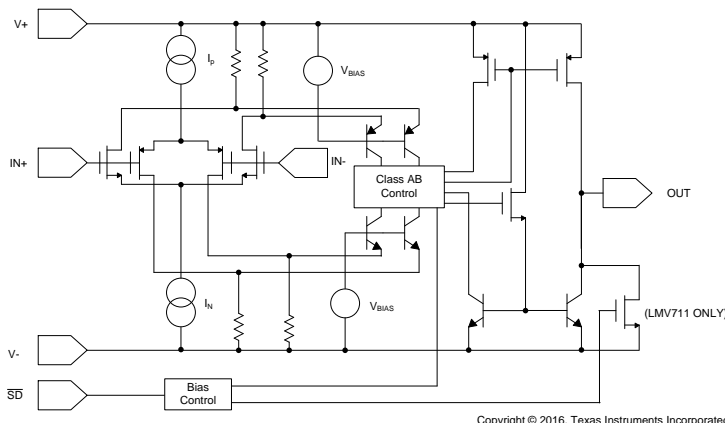 V+
IP
VBIAS
IN+
IN-
Class AB
Control
OUT
IN
VBIAS
(LMV711 ONLY)
V-
SD
Bias
Control
Copyright © 2016, Texas Instruments Incorporated